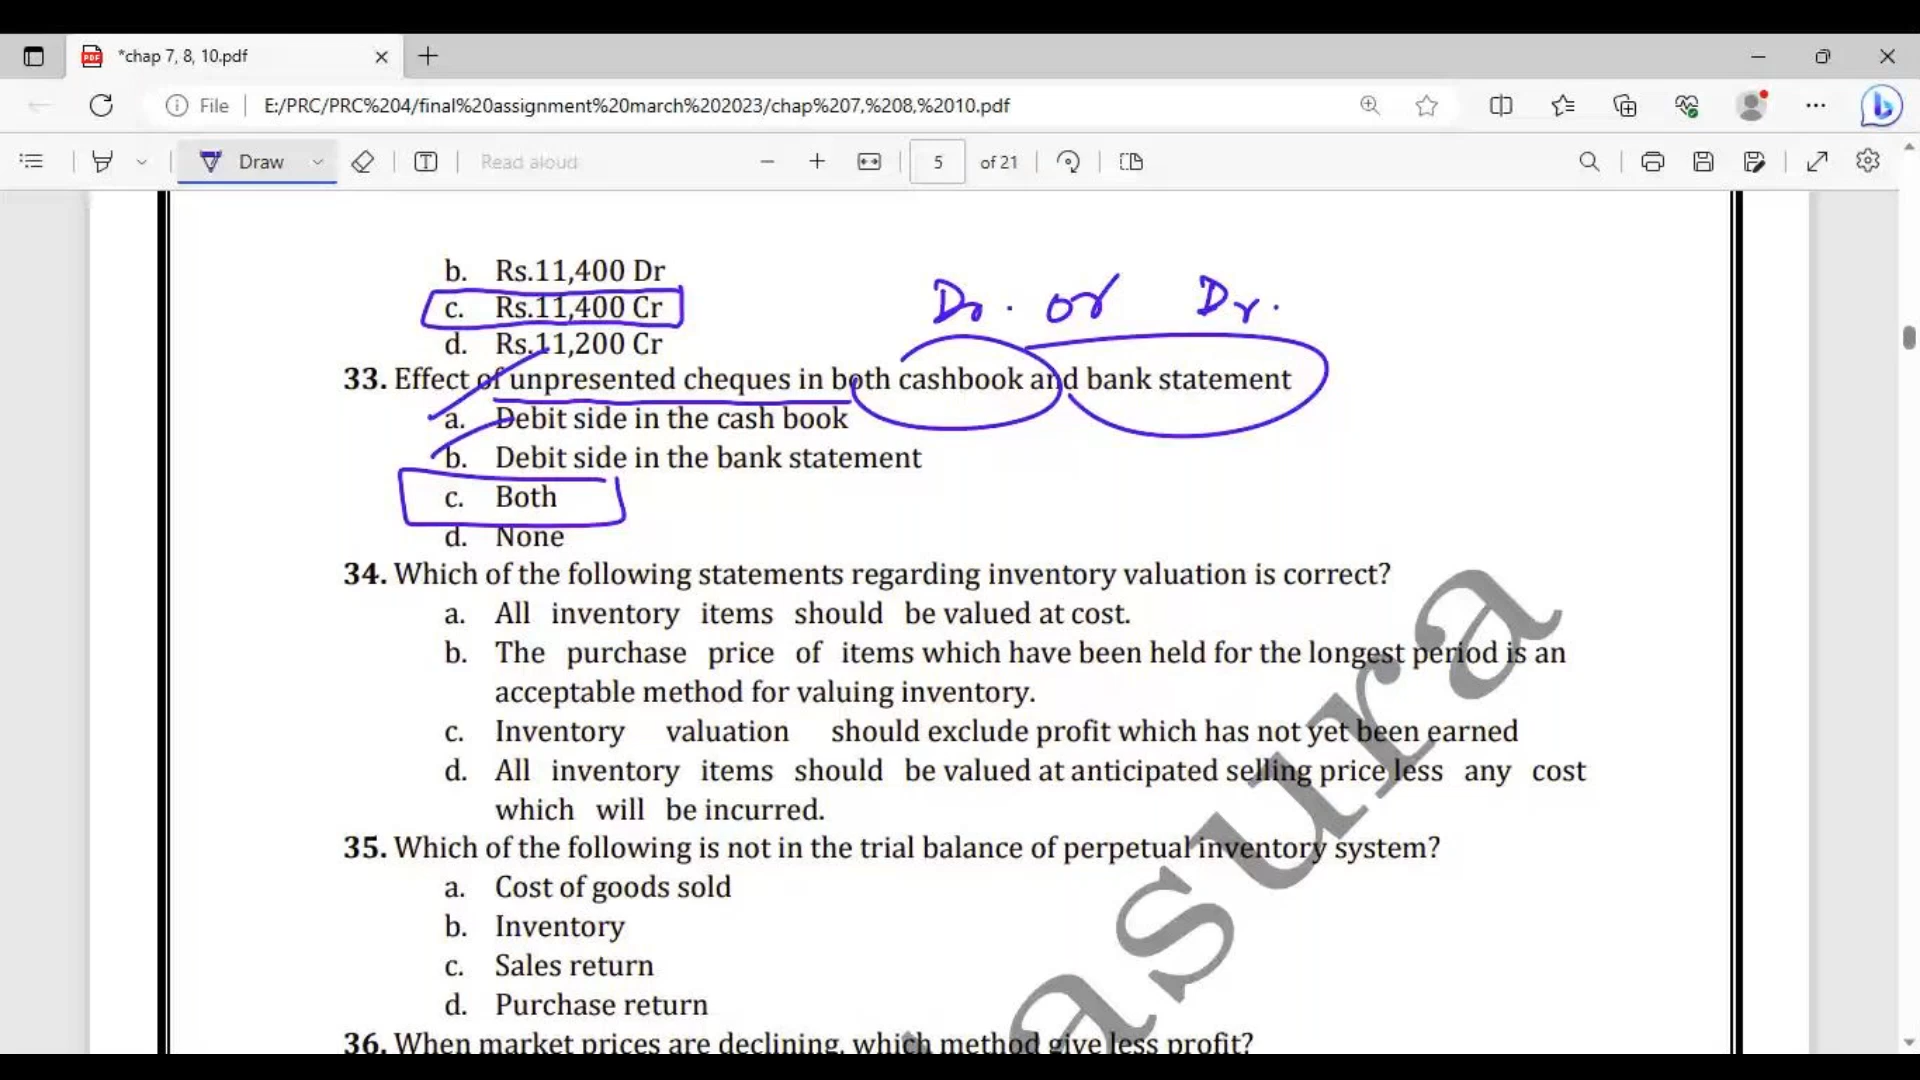 *chap 7, 8, 10.pdf
File E:/PRC/PRC%204/final%20assignment%20march%202023/chap%207,%208,%2010.pdf
Draw Read aloud 5 of 21
b. Rs.11,400 Dr
c. Rs.11,400 Cr
Dr. or Dr.
d. Rs.11,200 Cr
33. Effect of unpresented cheques in both cashbook and bank statement
a. Debit side in the cash book
b. Debit side in the bank statement
c. Both
d. None
34. Which of the following statements regarding inventory valuation is correct?
a. All inventory items should be valued at cost.
b. The purchase price of items which have been held for the longest period is an
acceptable method for valuing inventory.
c. Inventory valuation should exclude profit which has not yet been earned
d. All inventory items should be valued at anticipated selling price less any cost
which will be incurred.
35. Which of the following is not in the trial balance of perpetual inventory system?
a. Cost of goods sold
b. Inventory
c. Sales return
d. Purchase return
36. When market prices are declining, which method give less profit?
asura